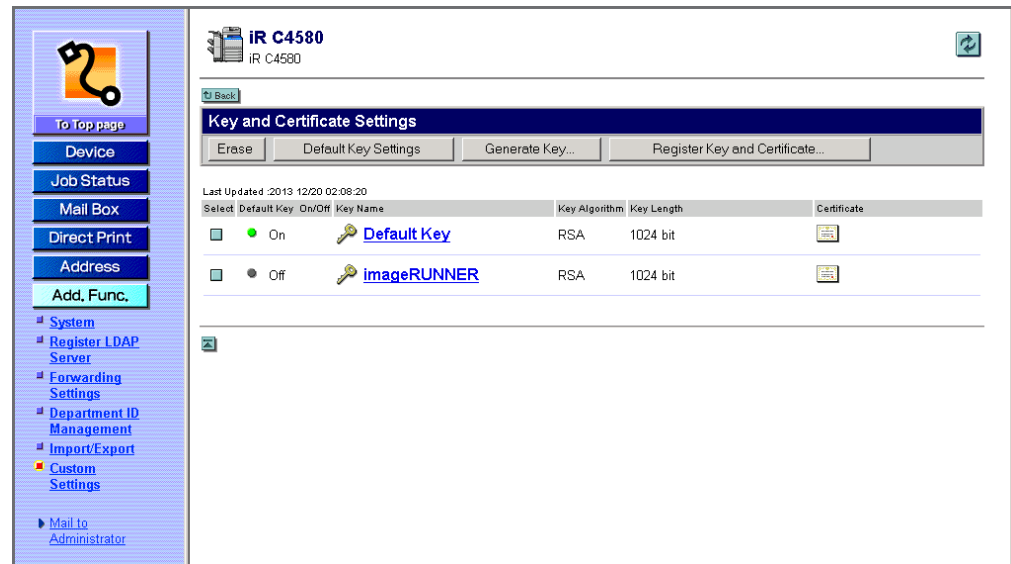 To Top page
Device
Job Status
Mail Box
Direct Print
Address
Add. Func.
System
Register LDAP
Server
Forwarding
Settings
Department ID
Management
Import/Export
Custom
Settings
Mail to
Administrator
iR C4580
iR C4580
Back
Key and Certificate Settings
Erase Default Key Settings Generate Key... Register Key and Certificate...
Last Updated :2013 12/20 02:08:20
Select Default Key On/Off Key Name Key Algorithm Key Length Certificate
On Default Key RSA 1024 bit
Off imageRUNNER RSA 1024 bit